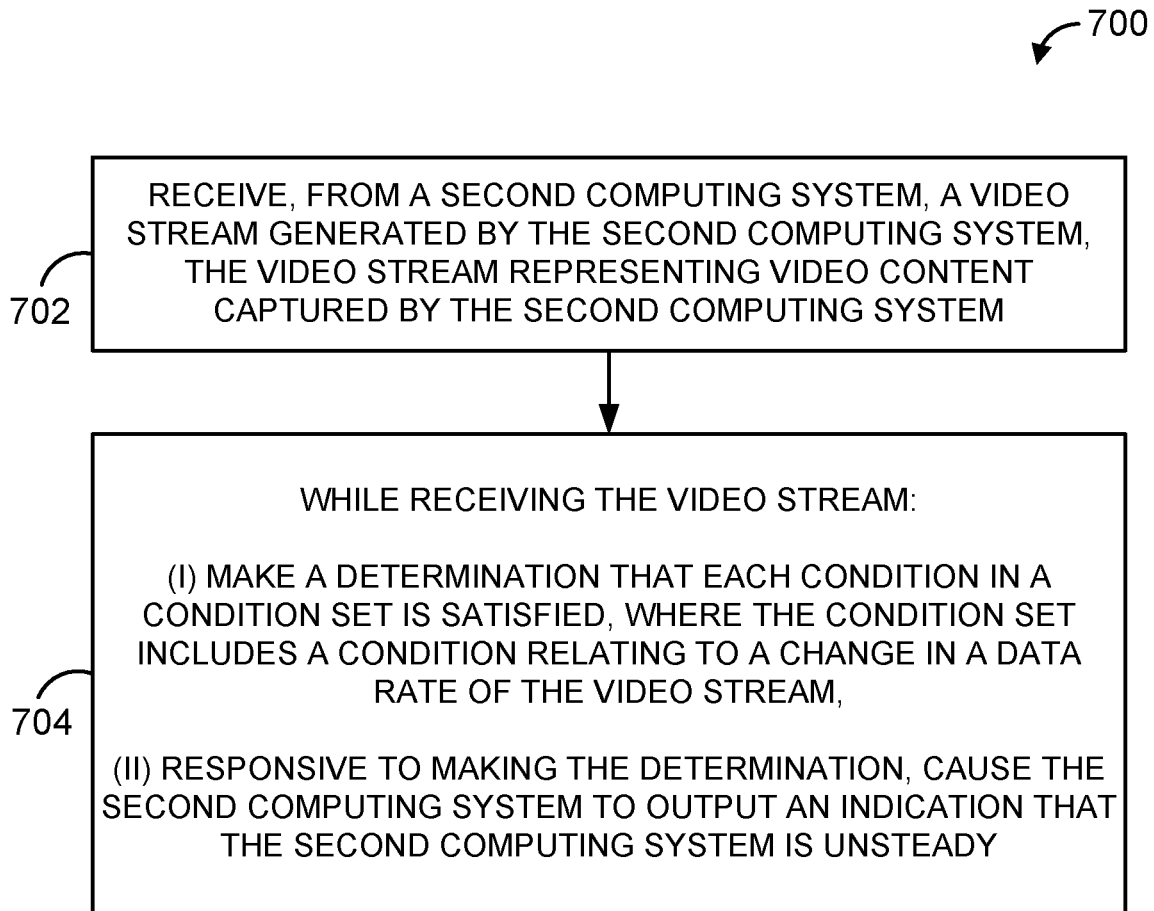 700
RECEIVE, FROM A SECOND COMPUTING SYSTEM, A VIDEO
STREAM GENERATED BY THE SECOND COMPUTING SYSTEM,
THE VIDEO STREAM REPRESENTING VIDEO CONTENT
CAPTURED BY THE SECOND COMPUTING SYSTEM
702
WHILE RECEIVING THE VIDEO STREAM:
(I) MAKE A DETERMINATION THAT EACH CONDITION IN A
CONDITION SET IS SATISFIED, WHERE THE CONDITION SET
INCLUDES A CONDITION RELATING TO A CHANGE IN A DATA
RATE OF THE VIDEO STREAM,
704
(II) RESPONSIVE TO MAKING THE DETERMINATION, CAUSE THE
SECOND COMPUTING SYSTEM TO OUTPUT AN INDICATION THAT
THE SECOND COMPUTING SYSTEM IS UNSTEADY